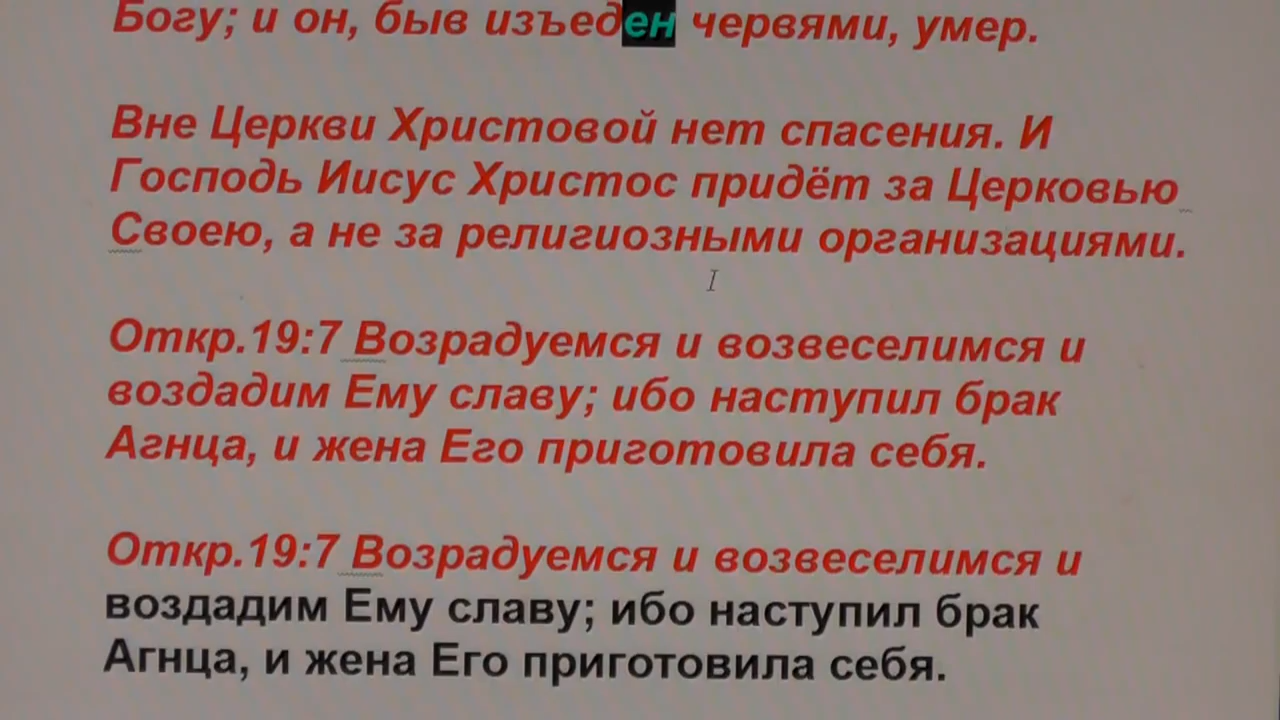 Богу; и он, быв изъеден червями, умер.
Вне Церкви Христовой нет спасения. И
Господь Иисус Христос придёт за Церковью
Своею, а не за религиозными организациями.
Откр.19:7 Возрадуемся и возвеселимся и
воздадим Ему славу; ибо наступил брак
Агнца, и жена Его приготовила себя.
Откр.19:7 Возрадуемся и возвеселимся и
воздадим Ему славу; ибо наступил брак
Агнца, и жена Его приготовила себя.